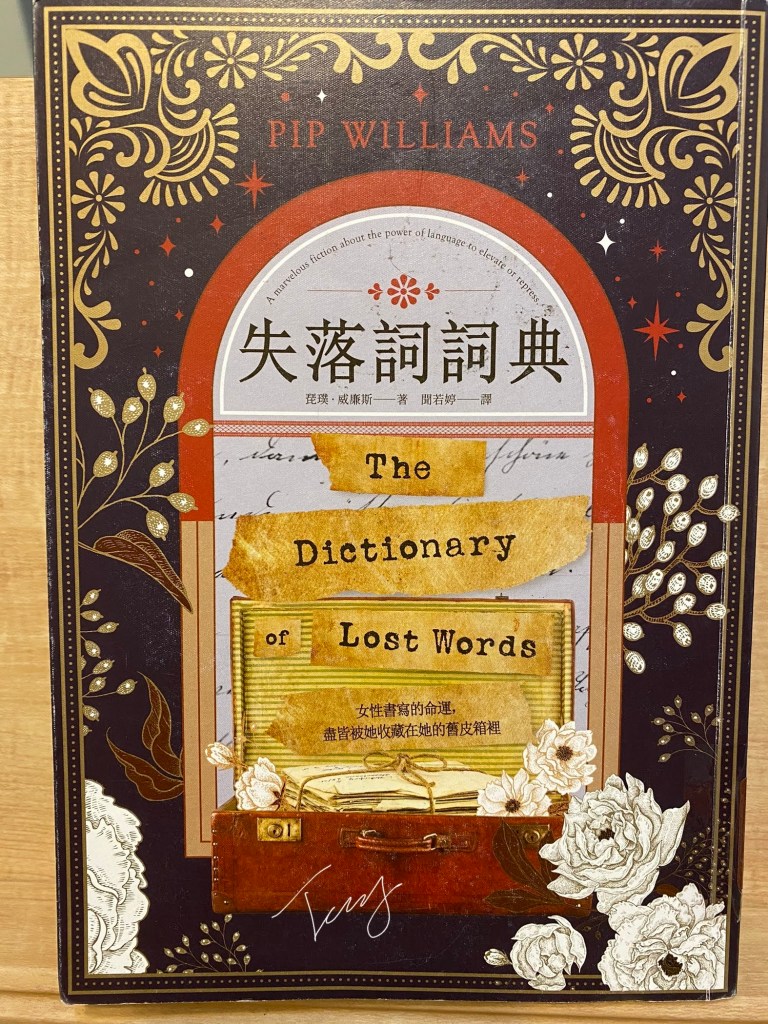 PIP WILLIAMS
A marvelous fiction about the power of language to elevate or repress.
失落詞詞典
琵璞·威廉斯——著 聞若婷——譯
The
Dictionary
of Lost Words
女性書寫的命運,
盡皆被她收藏在她的舊皮箱裡